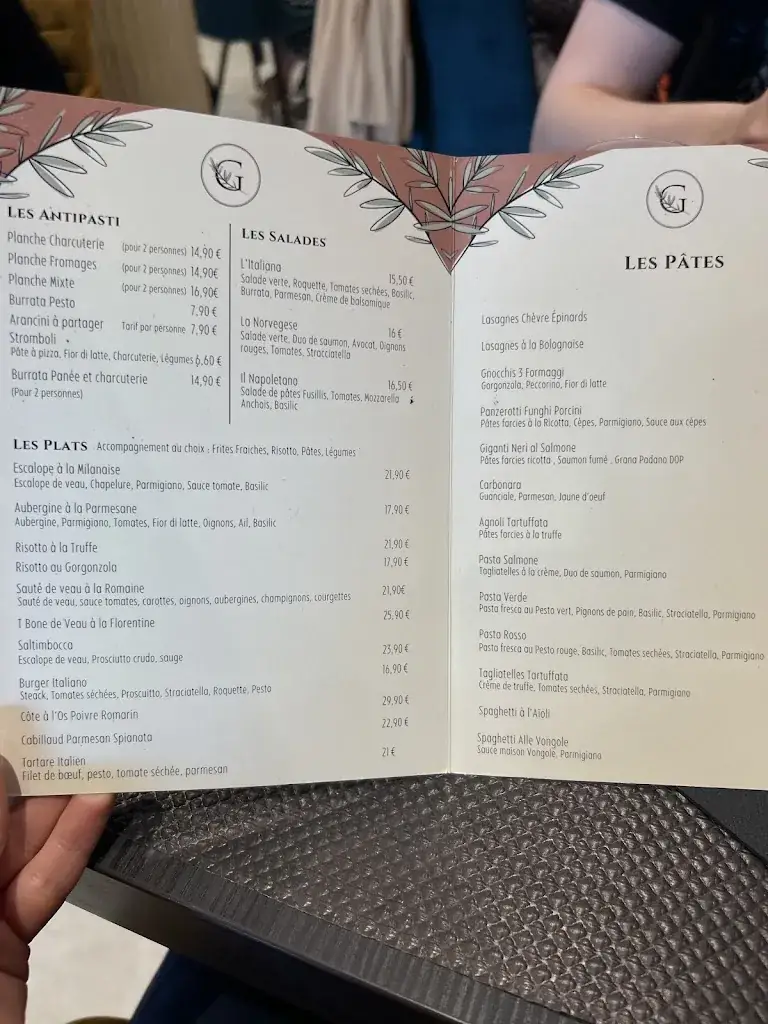 G
LES ANTIPASTI
Planche Charcuterie (pour 2 personnes) 14,90 €
Planche Fromages (pour 2 personnes) 14,90€
Planche Mixte (pour 2 personnes) 16,90€
Burrata Pesto 7,90 €
Arancini à partager Tarif par personne 7,90 €
Stromboli
Pâte à pizza, Fior di latte, Charcuterie, Légumes 6,60 €
Burrata Panée et charcuterie 14,90 €
(Pour 2 personnes)
LES SALADES
L'Italiana 15,50 €
Salade verte, Roquette, Tomates sechées, Basilic,
Burrata, Parmesan, Crème de balsamique
La Norvegese 16 €
Salade verte, Duo de saumon, Avocat, Oignons
rouges, Tomates, Stracciatella
Il Napoletano 16,50 €
Salade de pâtes Fusillis, Tomates, Mozzarella
Anchois, Basilic
LES PLATS Accompagnement au choix : Frites Fraiches, Risotto, Pâtes, Légumes
Escalope à la Milanaise 21,90 €
Escalope de veau, Chapelure, Parmigiano, Sauce tomate, Basilic
Aubergine à la Parmesane 17,90 €
Aubergine, Parmigiano, Tomates, Fior di latte, Oignons, Ail, Basilic
Risotto à la Truffe 21,90 €
Risotto au Gorgonzola 17,90 €
Sauté de veau à la Romaine 21,90€
Sauté de veau, sauce tomates, carottes, oignons, aubergines, champignons, courgettes
T Bone de Veau à la Florentine 25,90 €
Saltimbocca 23,90 €
Escalope de veau, Prosciutto crudo, sauge
Burger Italiano 16,90 €
Steack, Tomates séchées, Proscuitto, Straciatella, Roquette, Pesto
Côte à l'Os Poivre Romarin 29,90 €
Cabillaud Parmesan Spianata 22,90 €
Tartare Italien 21 €
Filet de bœuf, pesto, tomate séchée, parmesan
G
LES PÂTES
Lasagnes Chèvre Épinards
Lasagnes à la Bolognaise
Gnocchis 3 Formaggi
Gorgonzola, Peccorino, Fior di latte
Panzerotti Funghi Porcini
Pâtes farcies à la Ricotta, Cèpes, Parmigiano, Sauce aux cèpes
Giganti Neri al Salmone
Pâtes farcies ricotta , Saumon fumé , Grana Padano DOP
Carbonara
Guanciale, Parmesan, Jaune d'oeuf
Agnoli Tartuffata
Pâtes farcies à la truffe
Pasta Salmone
Tagliatelles à la crème, Duo de saumon, Parmigiano
Pasta Verde
Pasta fresca au Pesto vert, Pignons de pain, Basilic, Straciatella, Parmigiano
Pasta Rosso
Pasta fresca au Pesto rouge, Basilic, Tomates sechées, Straciatella, Parmigiano
Tagliatelles Tartuffata
Crème de truffe, Tomates sechées, Straciatella, Parmigiano
Spaghetti à l'Aïoli
Spaghetti Alle Vongole
Sauce maison Vongole, Parmigiano